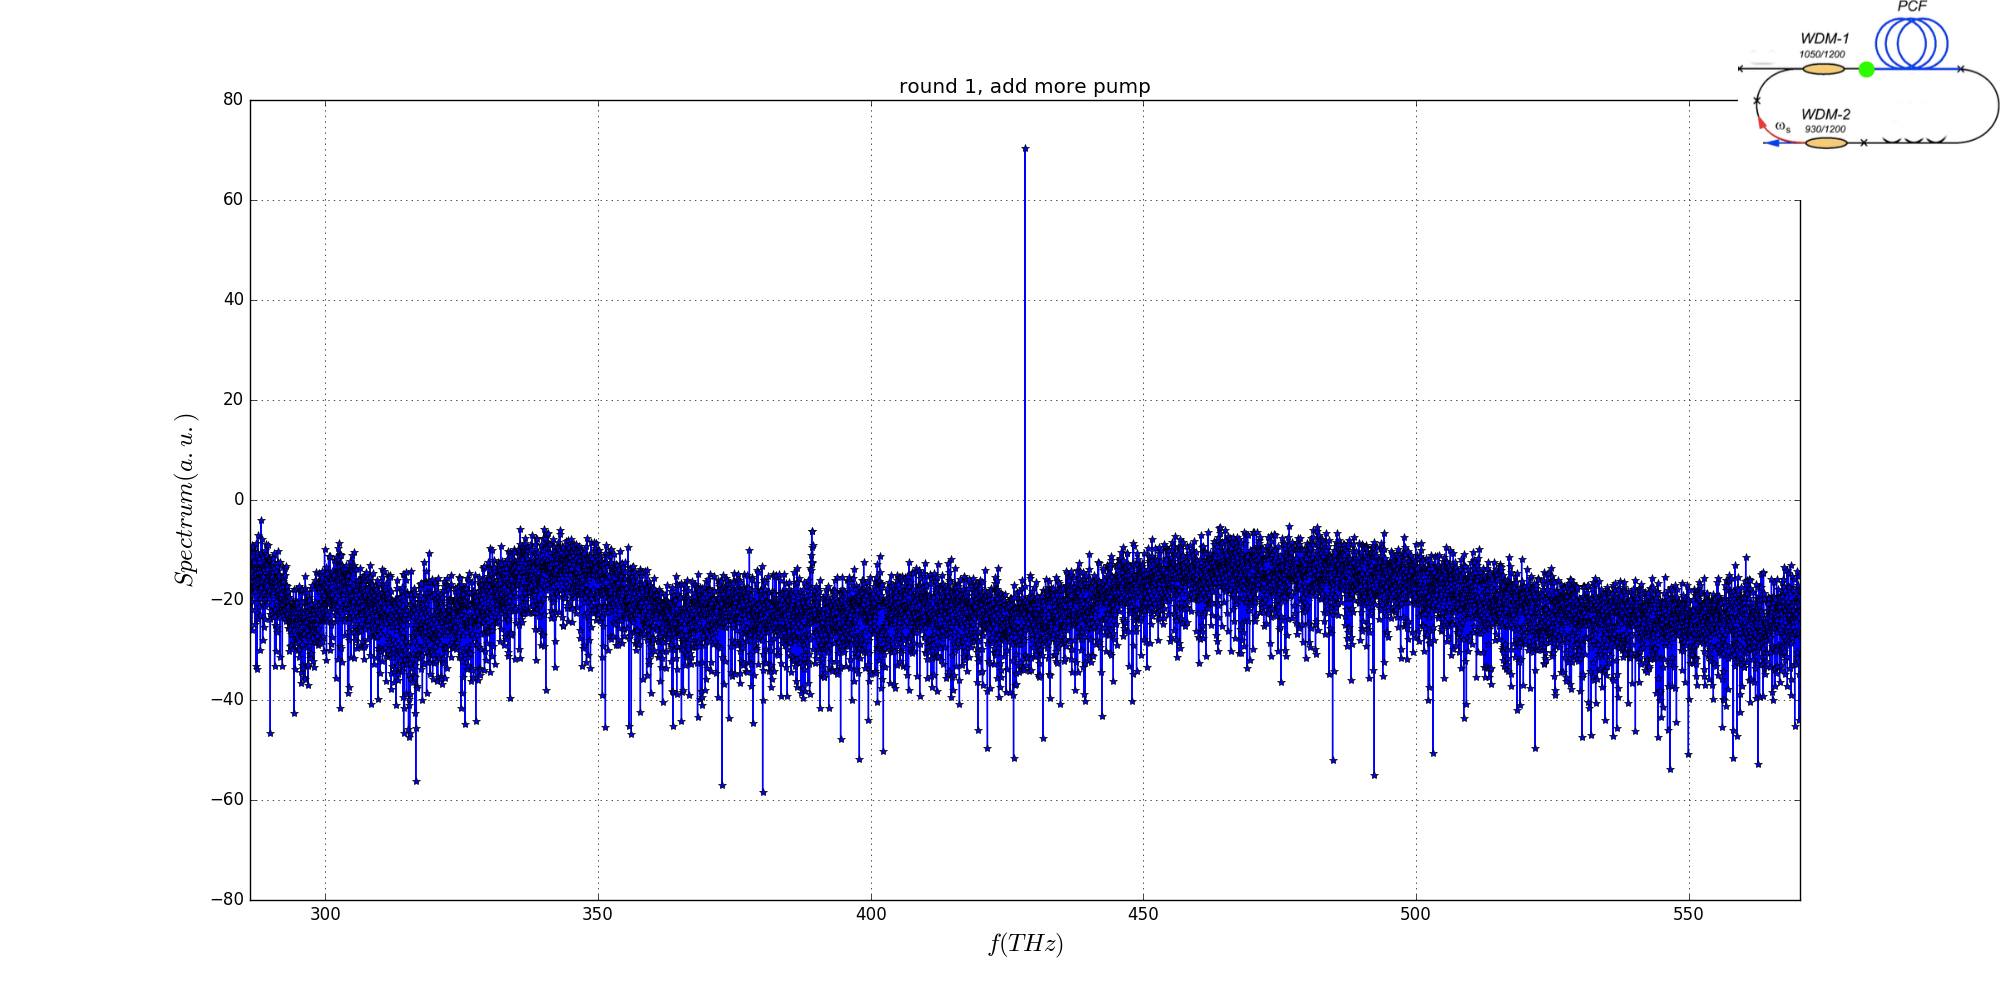 PCF
WDM-1
1050/1200
round 1, add more pump
WDM-2
930/1200
ωs
80
60
40
20
0
−20
−40
−60
−80
Spectrum(a. u. )
300 350 400 450 500 550
f(THz)